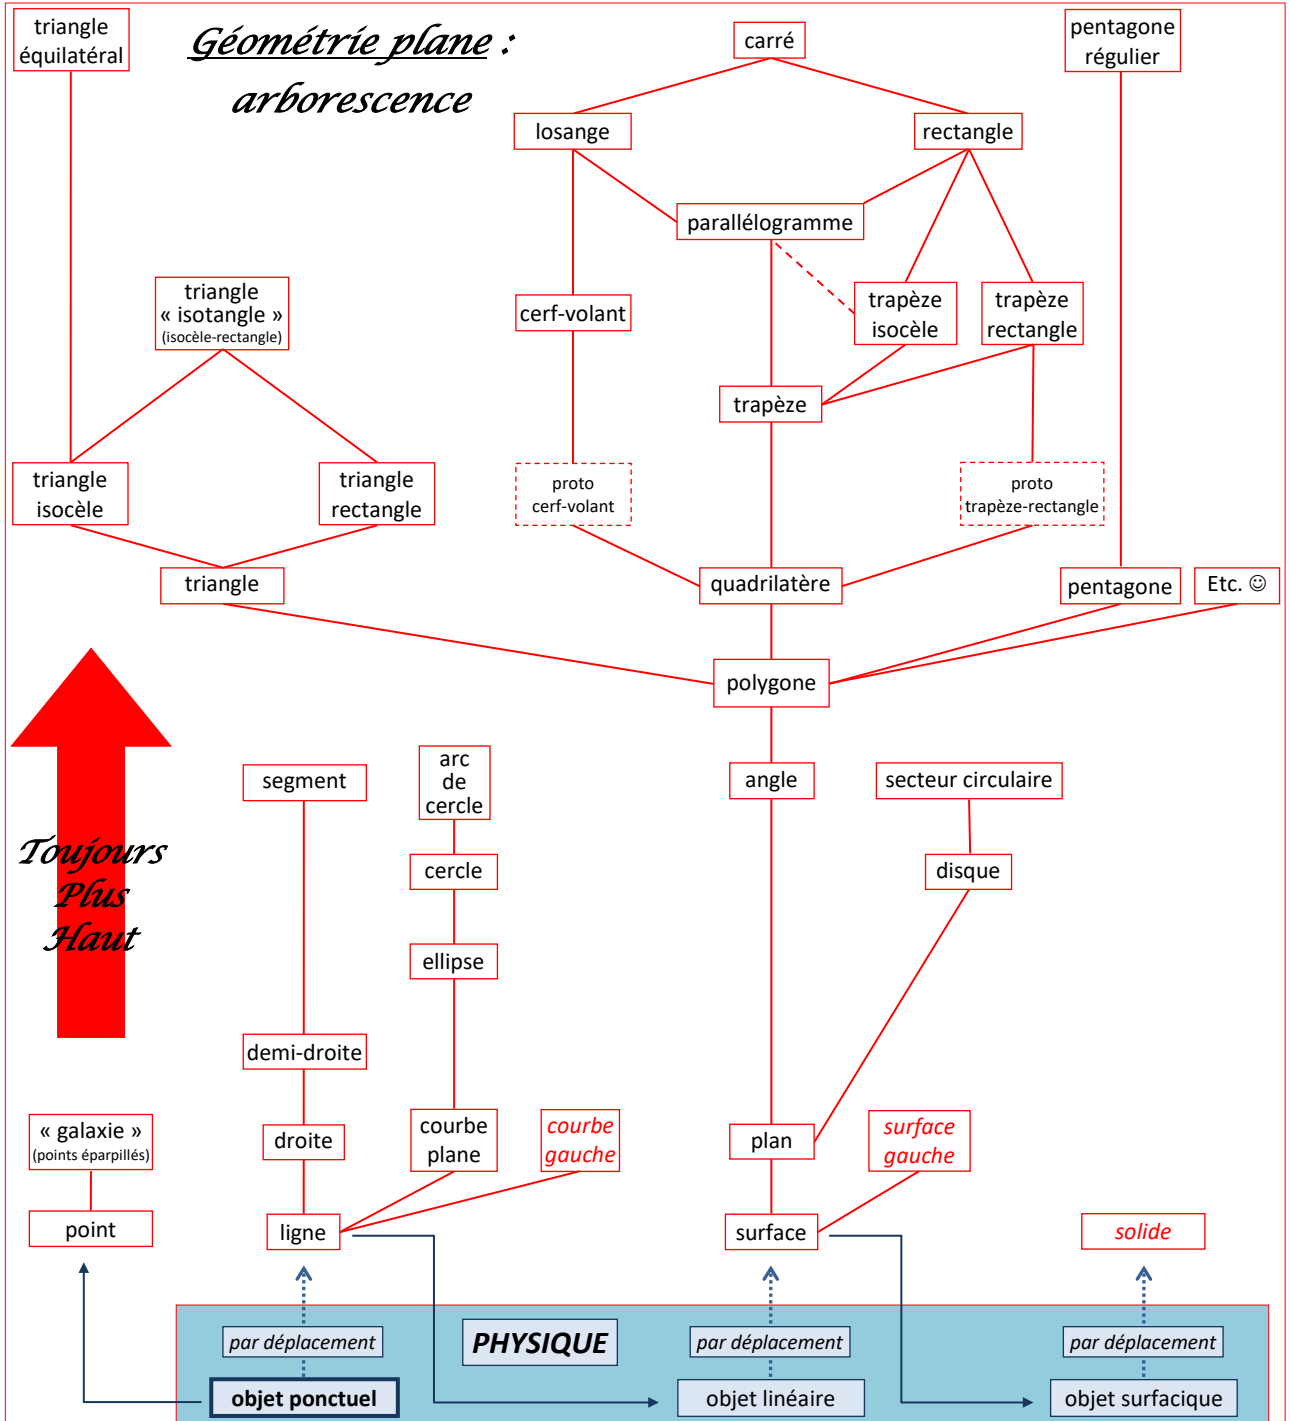 triangle
équilatéral
Géométrie plane :
arborescence
carré
pentagone
régulier
losange
rectangle
parallélogramme
triangle
« isotangle »
(isocèle-rectangle)
cerf-volant
trapèze
isocèle
trapèze
rectangle
trapèze
triangle
isocèle
triangle
rectangle
proto
cerf-volant
proto
trapèze-rectangle
triangle
quadrilatère
pentagone
Etc. ☺
polygone
segment
arc
de
cercle
angle
secteur circulaire
Toujours
Plus
Haut
cercle
disque
ellipse
demi-droite
« galaxie »
(points éparpillés)
droite
courbe
plane
courbe
gauche
plan
surface
gauche
point
ligne
surface
solide
par déplacement
PHYSIQUE
par déplacement
par déplacement
objet ponctuel
objet linéaire
objet surfacique